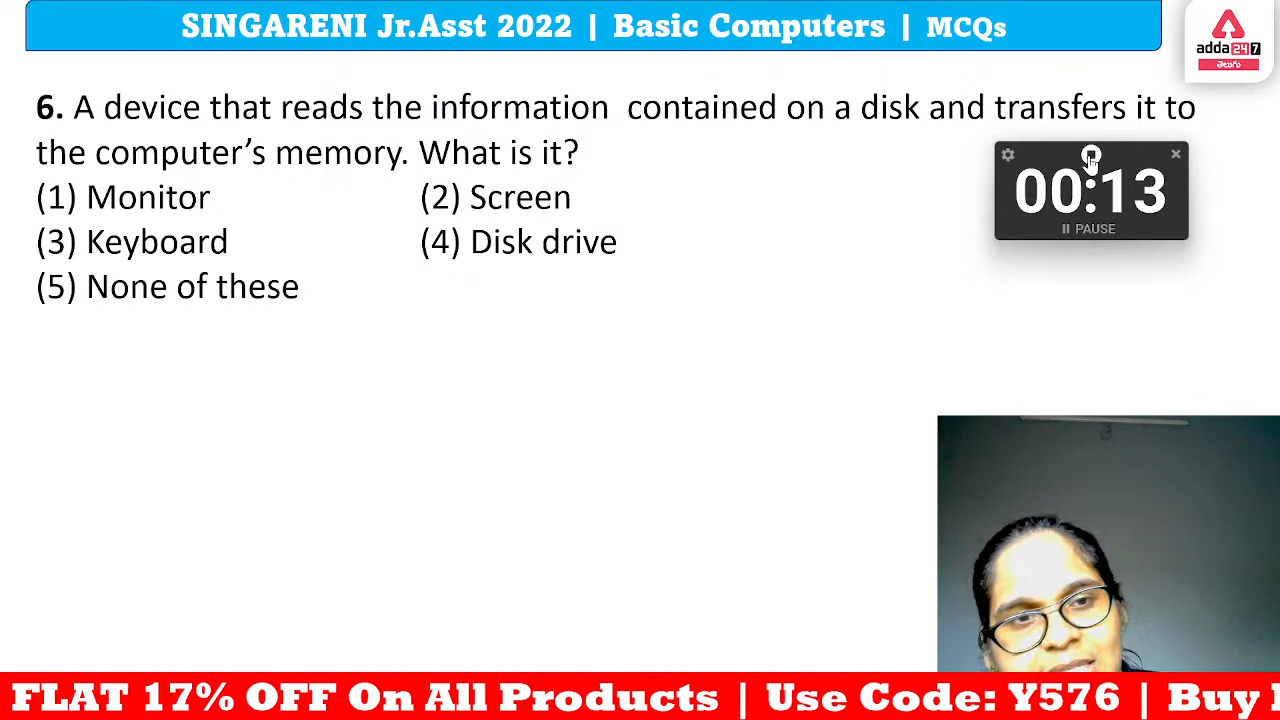 SINGARENI Jr.Asst 2022 | Basic Computers | MCQs
adda247
తెలుగు
6. A device that reads the information contained on a disk and transfers it to
the computer’s memory. What is it?
(1) Monitor (2) Screen
(3) Keyboard (4) Disk drive
(5) None of these
00:13
PAUSE
FLAT 17% OFF On All Products | Use Code: Y576 | Buy